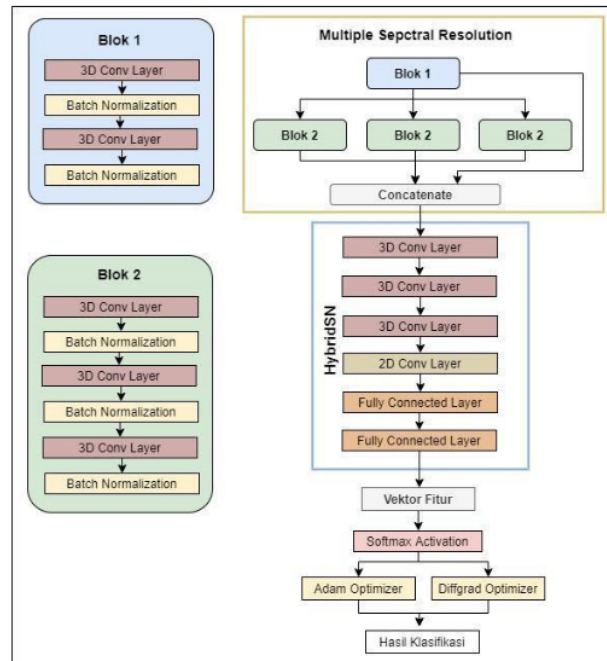 Blok 1
3D Conv Layer
Batch Normalization
3D Conv Layer
Batch Normalization
Blok 2
3D Conv Layer
Batch Normalization
3D Conv Layer
Batch Normalization
3D Conv Layer
Batch Normalization
Multiple Sepctral Resolution
Blok 1
Blok 2
Blok 2
Blok 2
Concatenate
HybridSN
3D Conv Layer
3D Conv Layer
3D Conv Layer
2D Conv Layer
Fully Connected Layer
Fully Connected Layer
Vektor Fitur
Softmax Activation
Adam Optimizer
Diffgrad Optimizer
Hasil Klasifikasi